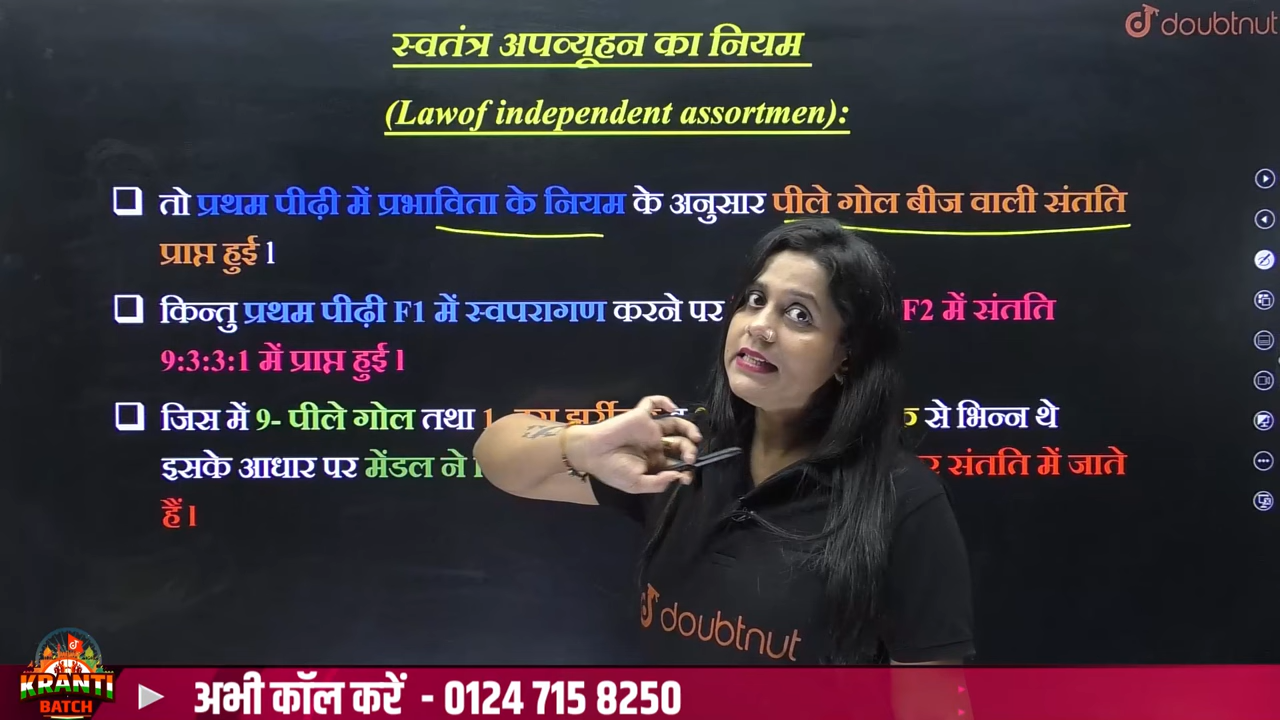 doubtnut
स्वतंत्र अपव्यूहन का नियम
(Lawof independent assortmen):
तो प्रथम पीढ़ी में प्रभाविता के नियम के अनुसार पीले गोल बीज वाली संतति
प्राप्त हुई l
किन्तु प्रथम पीढ़ी F1 में स्वपरागण करने पर F2 में संतति
9:3:3:1 में प्राप्त हुई l
जिस में 9- पीले गोल तथा 1 से भिन्न थे
इसके आधार पर मेंडल ने संतति में जाते
हैं l
doubtnut
KRANTI
BATCH
अभी कॉल करें - 0124 715 8250